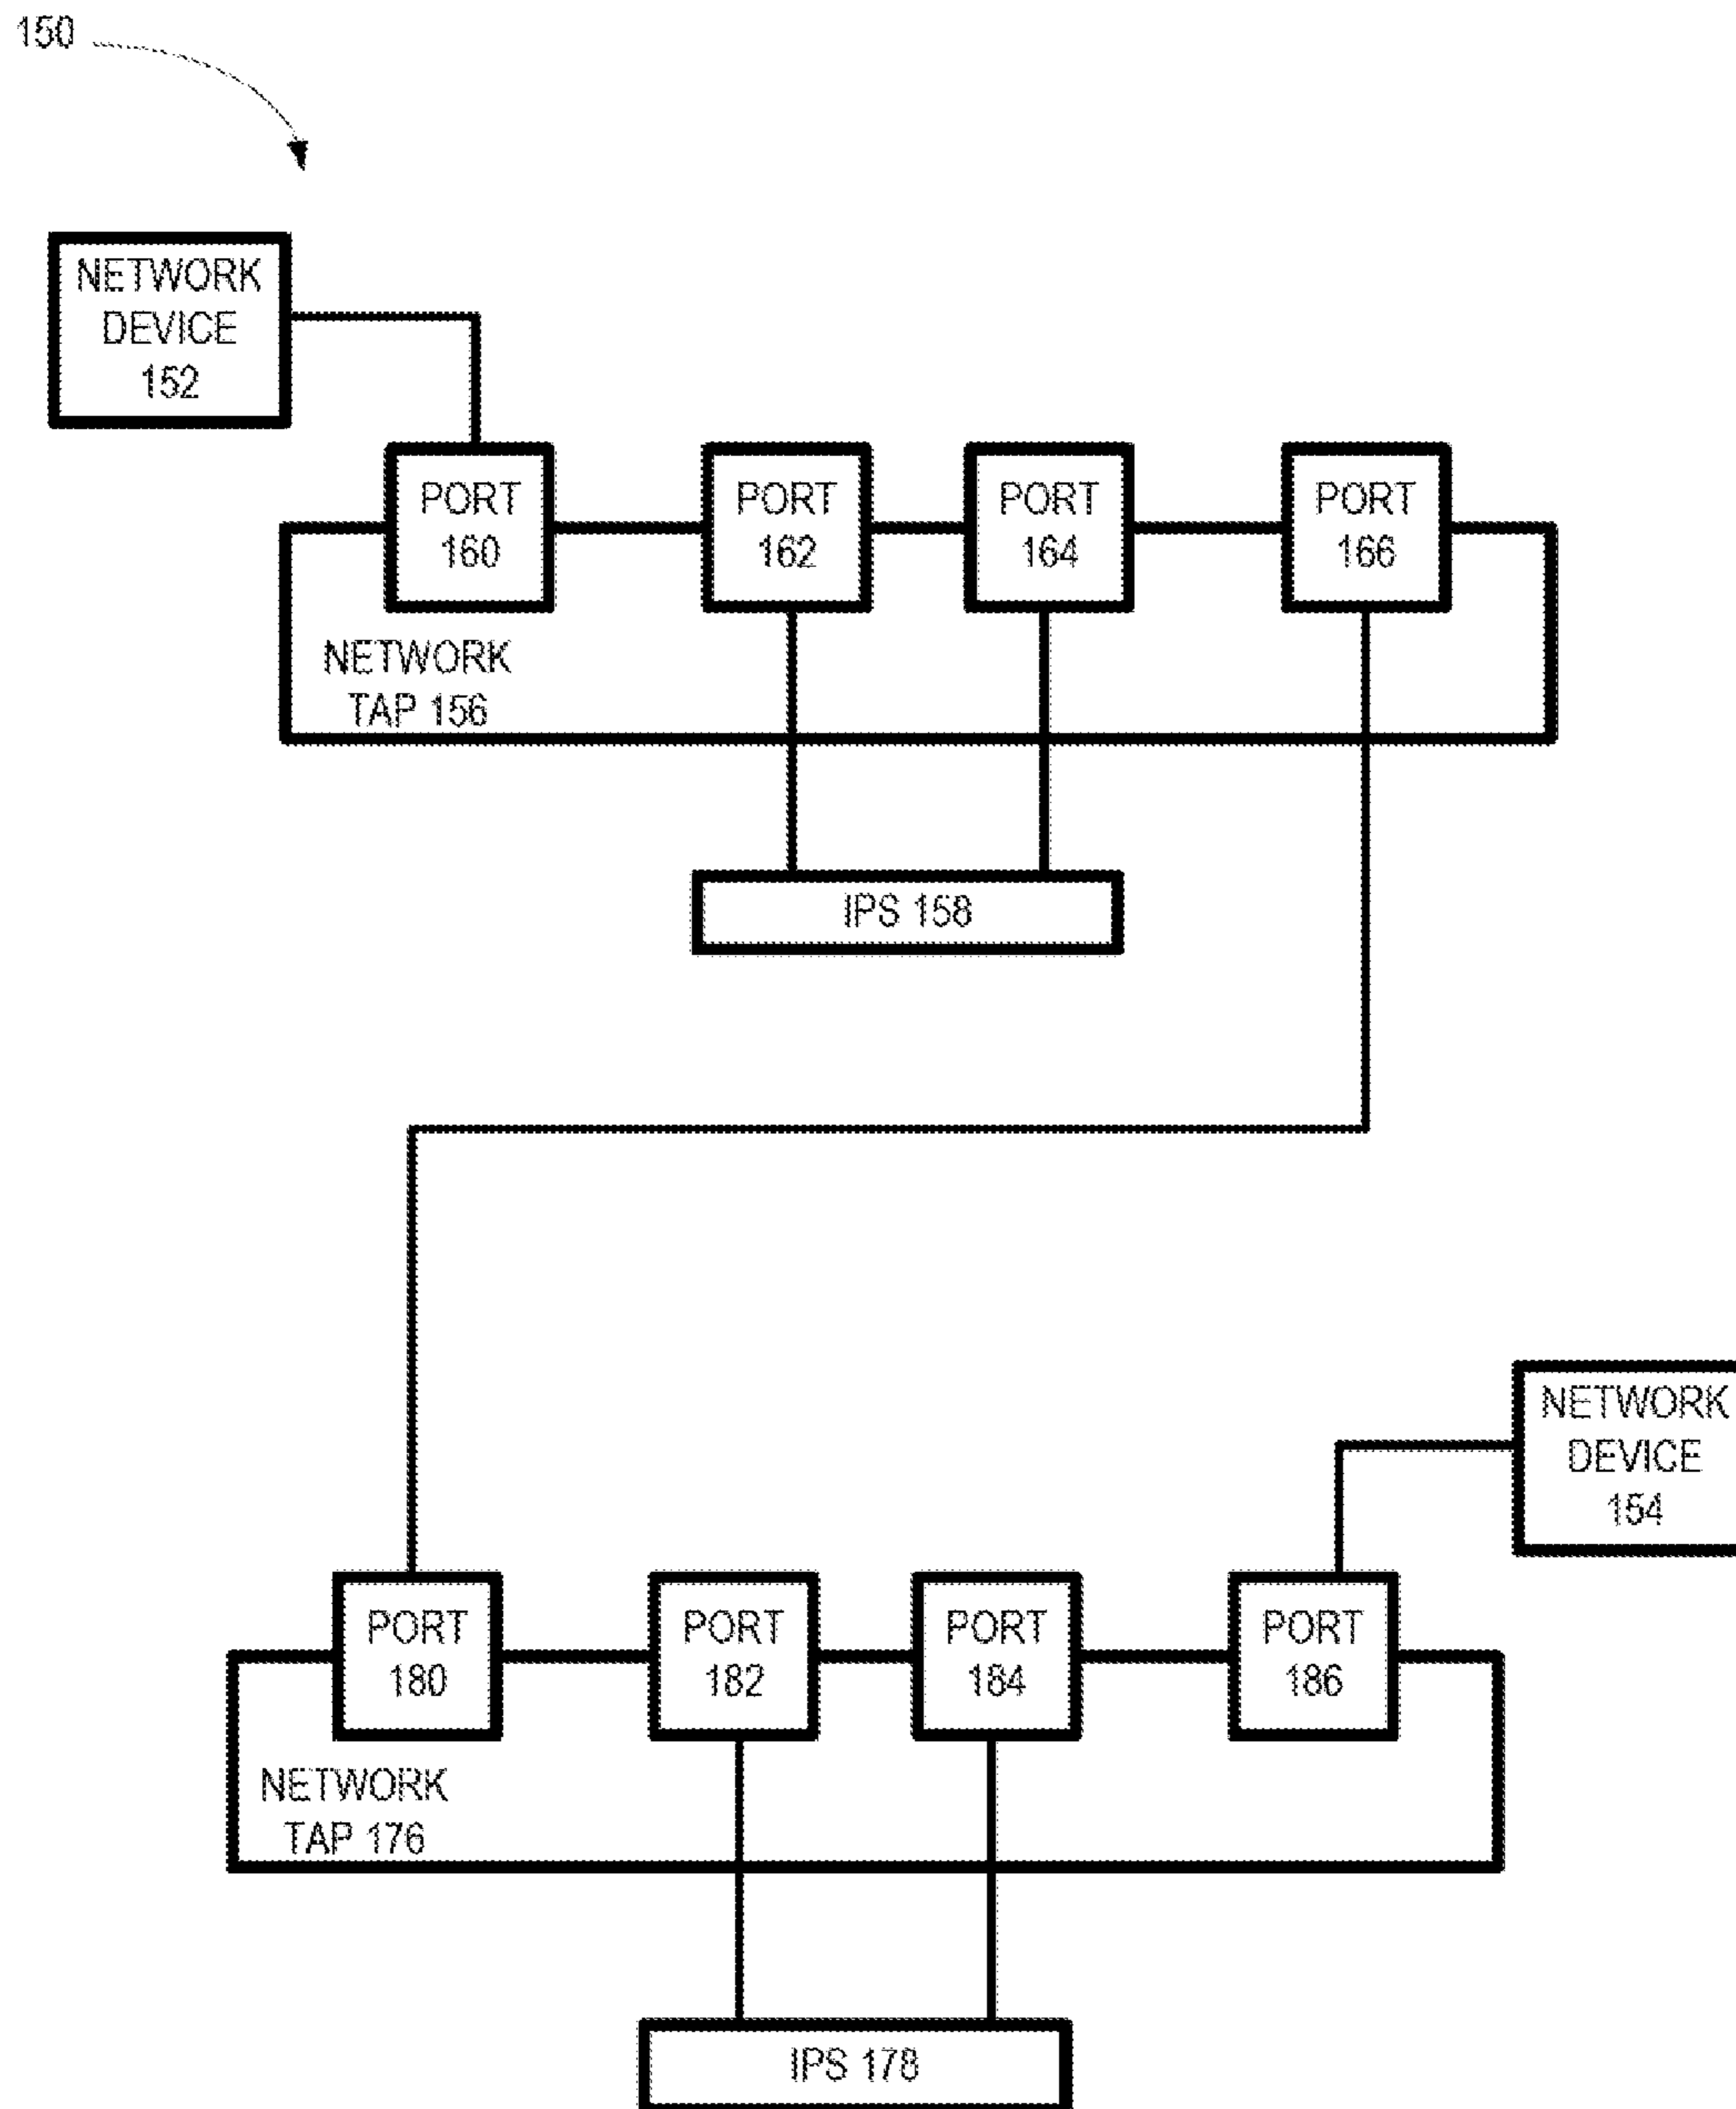 150
NETWORK
DEVICE
152
PORT
160
PORT
162
PORT
164
PORT
166
NETWORK
TAP 156
IPS 158
NETWORK
DEVICE
154
PORT
180
PORT
182
PORT
184
PORT
186
NETWORK
TAP 176
IPS 178